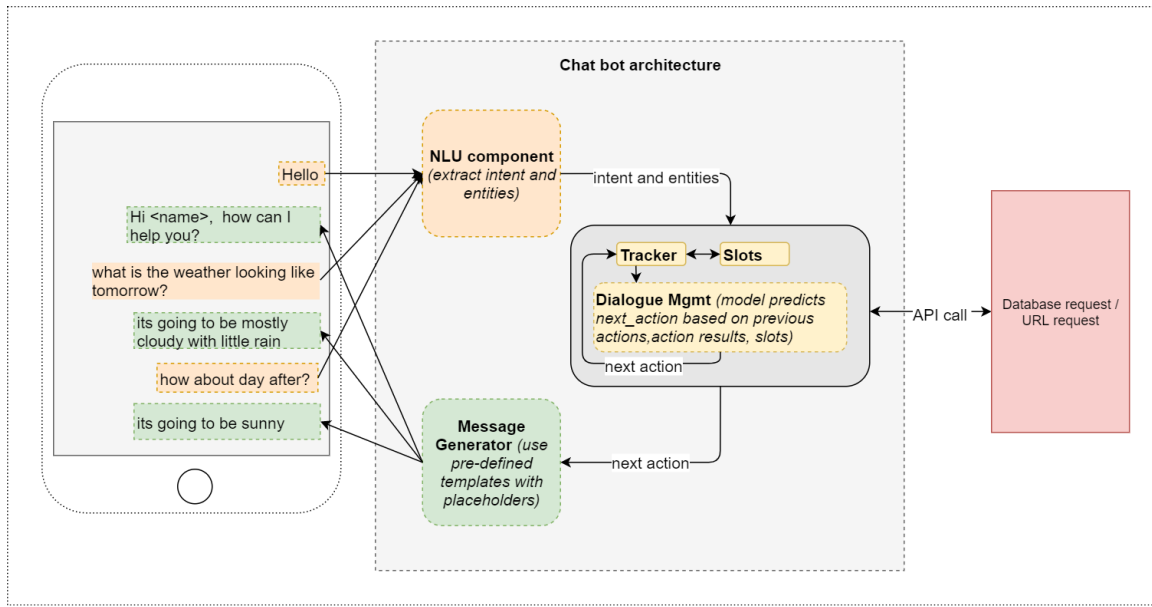 Chat bot architecture
Hello
Hi <name>,  how can I
help you?
what is the weather looking like
tomorrow?
its going to be mostly
cloudy with little rain
how about day after?
its going to be sunny
NLU component
(extract intent and
entities)
intent and entities
Tracker
Slots
Dialogue Mgmt (model predicts
next_action based on previous
actions,action results, slots)
next action
API call
Database request /
URL request
Message
Generator (use
pre-defined
templates with
placeholders)
next action